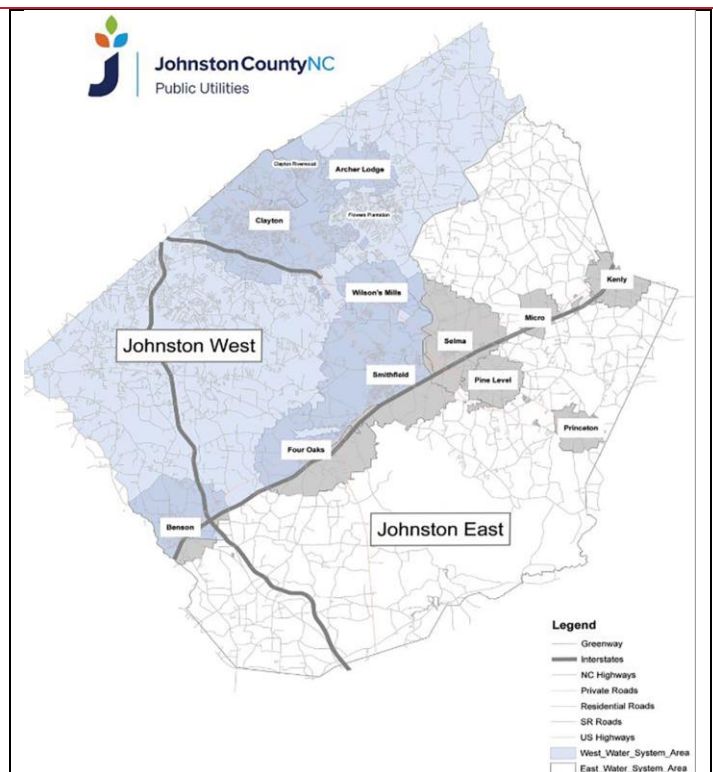 Johnston CountyNC
Public Utilities
Clayton Riverwood
Archer Lodge
Flowers Plantation
Clayton
Kenly
Wilson's Mills
Micro
Selma
Johnston West
Smithfield
Pine Level
Princeton
Four Oaks
Benson
Johnston East
Legend
Greenway
Interstates
NC Highways
Private Roads
Residential Roads
SR Roads
US Highways
West_Water_System_Area
East_Water_System_Area